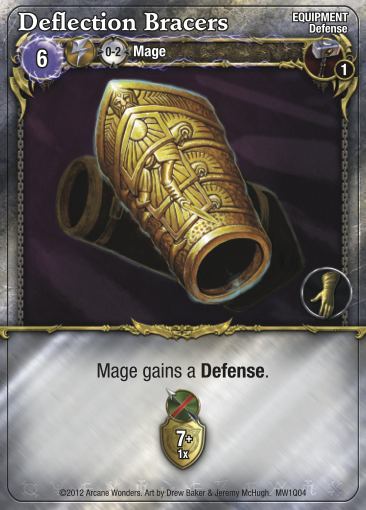 Deflection Bracers
EQUIPMENT
Defense
6
0-2
Mage
1
Mage gains a Defense.
7+
1x
©2012 Arcane Wonders. Art by Drew Baker & Jeremy McHugh. MW1Q04